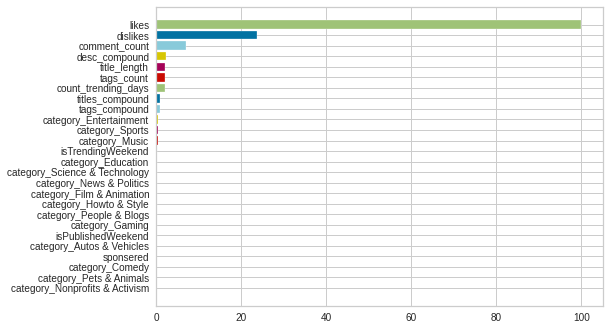 likes
dislikes
comment_count
desc_compound
title_length
tags_count
count_trending_days
titles_compound
tags_compound
category_Entertainment
category_Sports
category_Music
isTrendingWeekend
category_Education
category_Science & Technology
category_News & Politics
category_Film & Animation
category_Howto & Style
category_People & Blogs
category_Gaming
isPublishedWeekend
category_Autos & Vehicles
sponsered
category_Comedy
category_Pets & Animals
category_Nonprofits & Activism
0 20 40 60 80 100